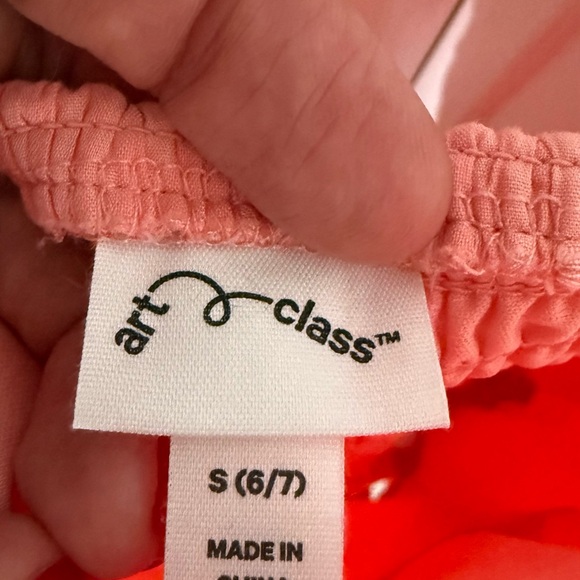 art class™
S (6/7)
MADE IN